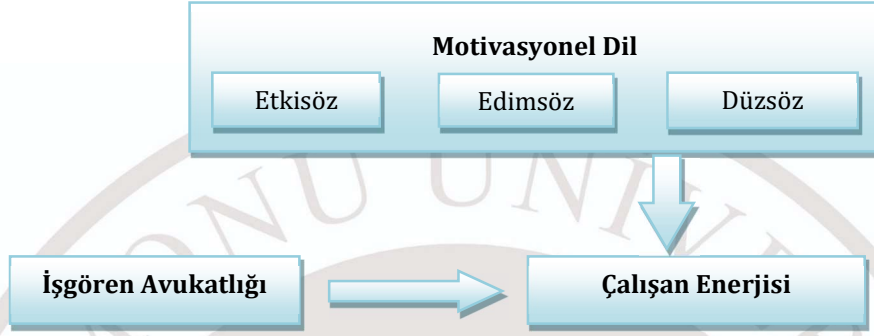 Motivasyonel Dil
Etkisöz Edimsöz Düzsöz
İşgören Avukatlığı Çalışan Enerjisi